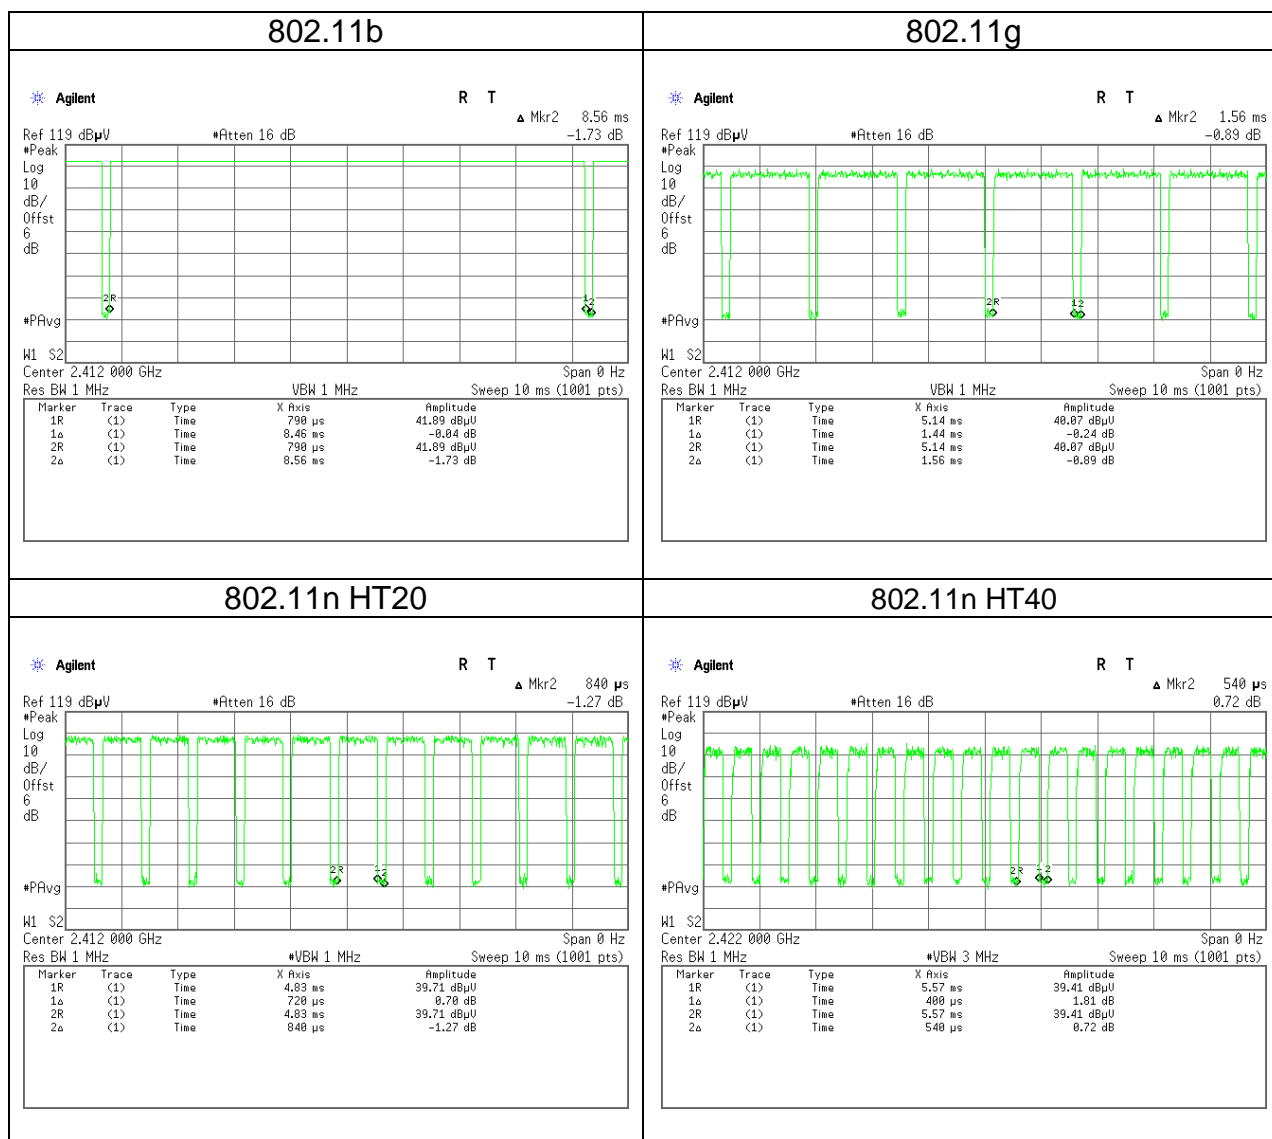 802.11b
802.11g
Agilent
R T
Δ Mkr2 8.56 ms
Ref 119 dBµV #Atten 16 dB -1.73 dB
#Peak
Log
10
dB/
Offst
6
dB
2R
1
2
#PAvg
W1 S2
Center 2.412 000 GHz Span 0 Hz
Res BW 1 MHz VBW 1 MHz Sweep 10 ms (1001 pts)
Marker Trace Type X Axis Amplitude
1R (1) Time 790 µs 41.89 dBµV
1Δ (1) Time 8.46 ms -0.04 dB
2R (1) Time 790 µs 41.89 dBµV
2Δ (1) Time 8.56 ms -1.73 dB
Agilent
R T
Δ Mkr2 1.56 ms
Ref 119 dBµV #Atten 16 dB -0.89 dB
#Peak
Log
10
dB/
Offst
6
dB
2R
1 2
#PAvg
W1 S2
Center 2.412 000 GHz Span 0 Hz
Res BW 1 MHz VBW 1 MHz Sweep 10 ms (1001 pts)
Marker Trace Type X Axis Amplitude
1R (1) Time 5.14 ms 40.07 dBµV
1Δ (1) Time 1.44 ms -0.24 dB
2R (1) Time 5.14 ms 40.07 dBµV
2Δ (1) Time 1.56 ms -0.89 dB
802.11n HT20
802.11n HT40
Agilent
R T
Δ Mkr2 840 µs
Ref 119 dBµV #Atten 16 dB -1.27 dB
#Peak
Log
10
dB/
Offst
6
dB
2R
1
2
#PAvg
W1 S2
Center 2.412 000 GHz Span 0 Hz
Res BW 1 MHz #VBW 1 MHz Sweep 10 ms (1001 pts)
Marker Trace Type X Axis Amplitude
1R (1) Time 4.83 ms 39.71 dBµV
1Δ (1) Time 720 µs 0.70 dB
2R (1) Time 4.83 ms 39.71 dBµV
2Δ (1) Time 840 µs -1.27 dB
Agilent
R T
Δ Mkr2 540 µs
Ref 119 dBµV #Atten 16 dB 0.72 dB
#Peak
Log
10
dB/
Offst
6
dB
2R
1 2
#PAvg
W1 S2
Center 2.422 000 GHz Span 0 Hz
Res BW 1 MHz #VBW 3 MHz Sweep 10 ms (1001 pts)
Marker Trace Type X Axis Amplitude
1R (1) Time 5.57 ms 39.41 dBµV
1Δ (1) Time 400 µs 1.81 dB
2R (1) Time 5.57 ms 39.41 dBµV
2Δ (1) Time 540 µs 0.72 dB